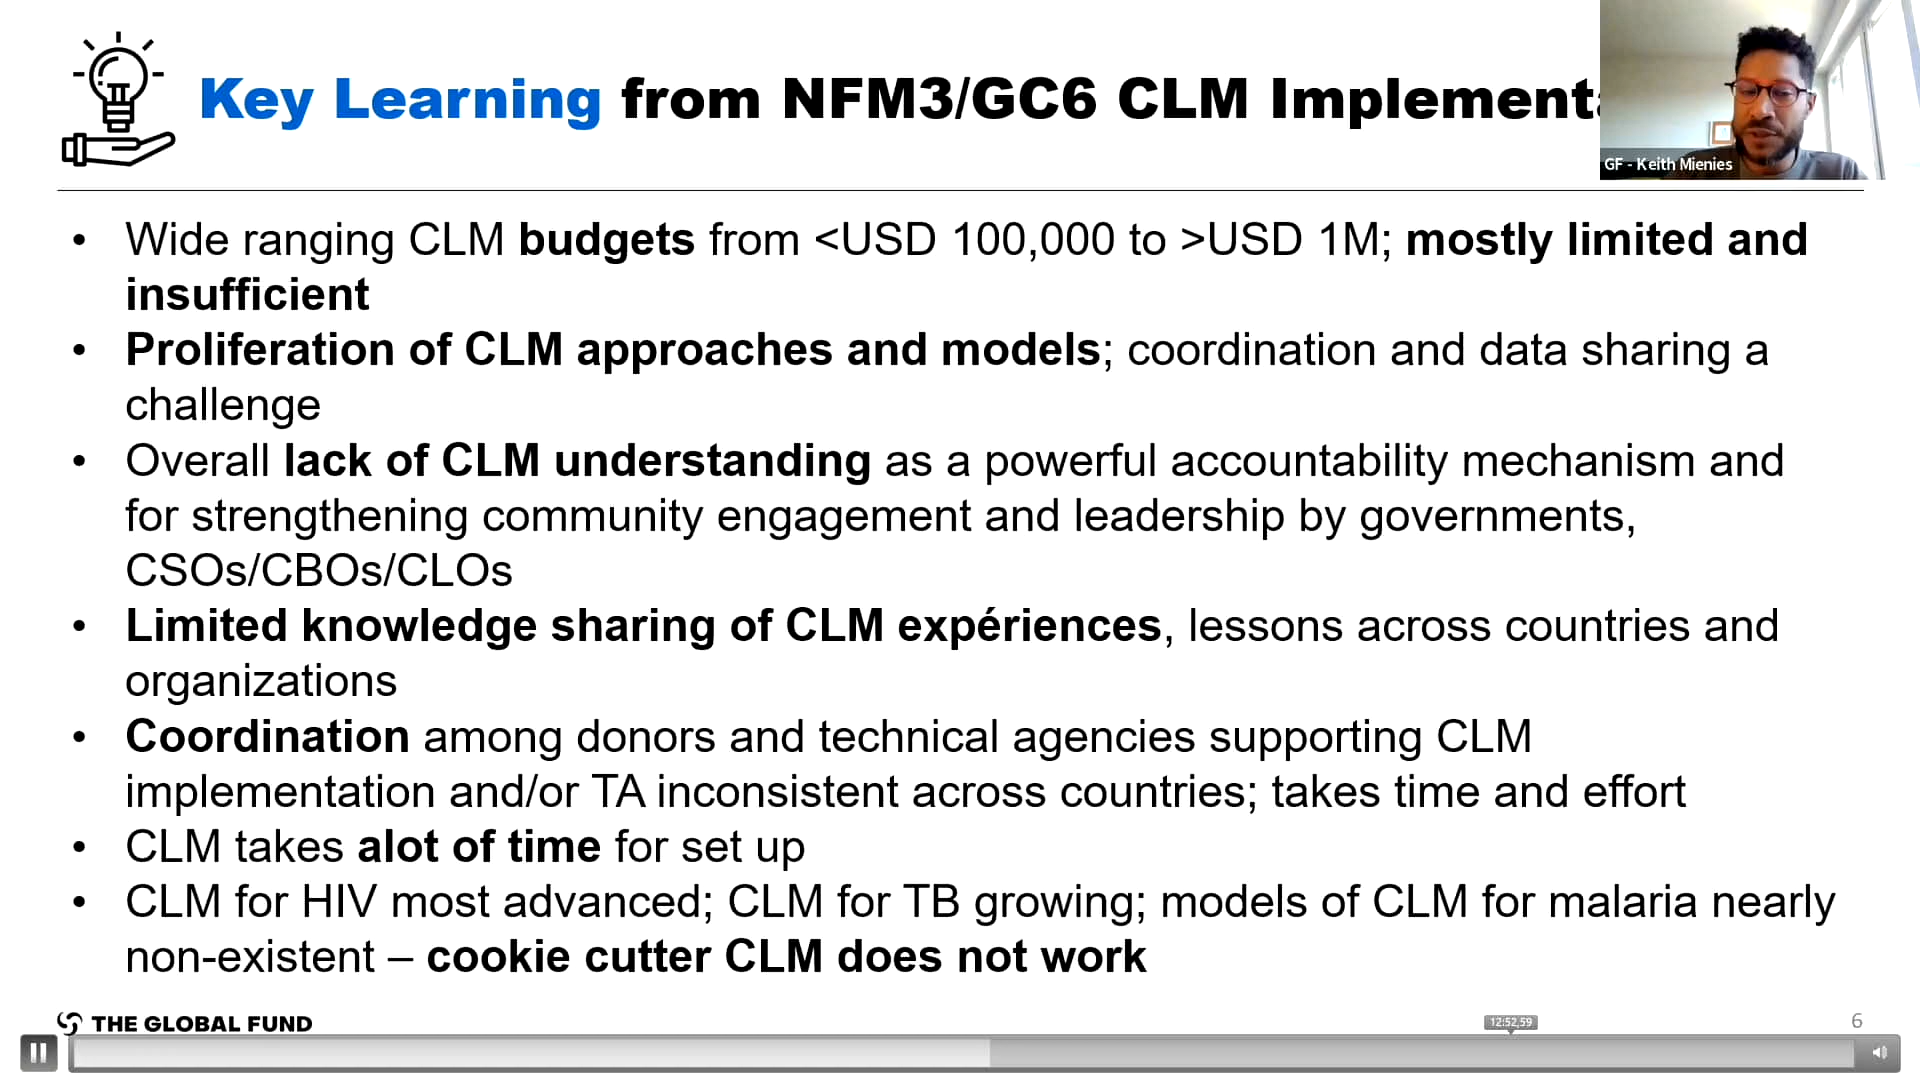 Key Learning from NFM3/GC6 CLM Implementa
GF - Keith Mienies
• Wide ranging CLM budgets from <USD 100,000 to >USD 1M; mostly limited and
insufficient
• Proliferation of CLM approaches and models; coordination and data sharing a
challenge
• Overall lack of CLM understanding as a powerful accountability mechanism and
for strengthening community engagement and leadership by governments,
CSOs/CBOs/CLOs
• Limited knowledge sharing of CLM expériences, lessons across countries and
organizations
• Coordination among donors and technical agencies supporting CLM
implementation and/or TA inconsistent across countries; takes time and effort
• CLM takes alot of time for set up
• CLM for HIV most advanced; CLM for TB growing; models of CLM for malaria nearly
non-existent – cookie cutter CLM does not work
THE GLOBAL FUND
12:52,59
6